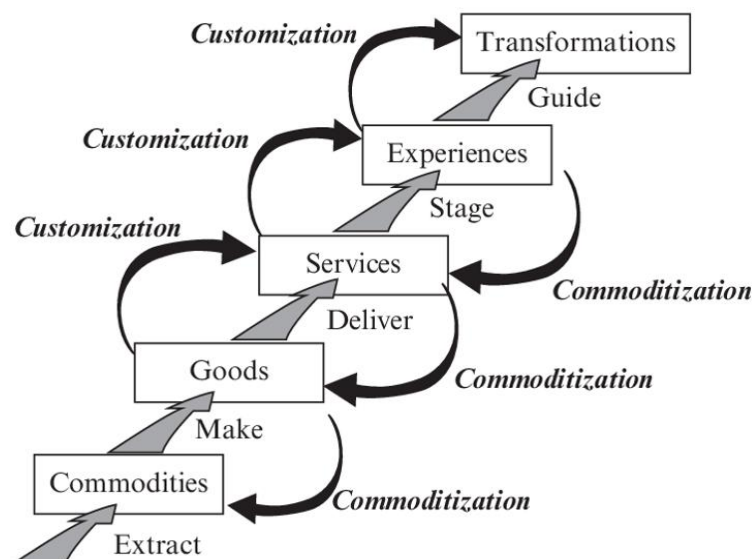 Customization
Transformations
Guide
Customization
Experiences
Stage
Customization
Services
Commoditization
Deliver
Goods
Commoditization
Make
Commodities
Commoditization
Extract